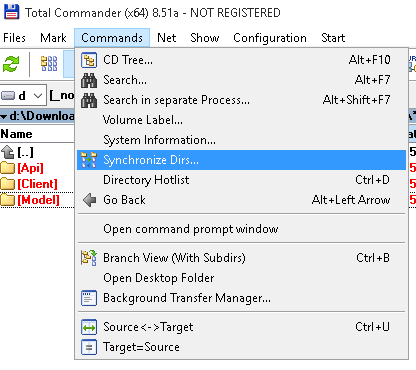 Total Commander (x64) 8.51a - NOT REGISTERED
Files Mark Commands Net Show Configuration Start
CD Tree... Alt+F10
Search... Alt+F7
d [_no
Search in separate Process... Alt+Shift+F7
d:\Downloa
Volume Label...
Name
System Information...
[..]
Synchronize Dirs...
[Api]
Directory Hotlist Ctrl+D
[Client]
Go Back Alt+Left Arrow
[Model]
Open command prompt window
Branch View (With Subdirs) Ctrl+B
Open Desktop Folder
Background Transfer Manager...
Source<->Target Ctrl+U
Target=Source